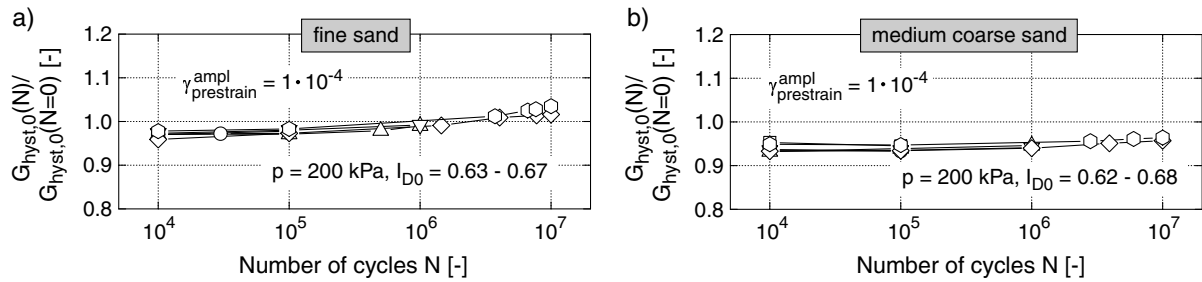 a)
fine sand
G_hyst,0(N)/
G_hyst,0(N=0) [-]
1.2
1.1
1.0
0.9
0.8
γ_prestrain^ampl = 1·10^-4
p = 200 kPa, I_D0 = 0.63 - 0.67
10^4 10^5 10^6 10^7
Number of cycles N [-]
b)
medium coarse sand
G_hyst,0(N)/
G_hyst,0(N=0) [-]
1.2
1.1
1.0
0.9
0.8
γ_prestrain^ampl = 1·10^-4
p = 200 kPa, I_D0 = 0.62 - 0.68
10^4 10^5 10^6 10^7
Number of cycles N [-]